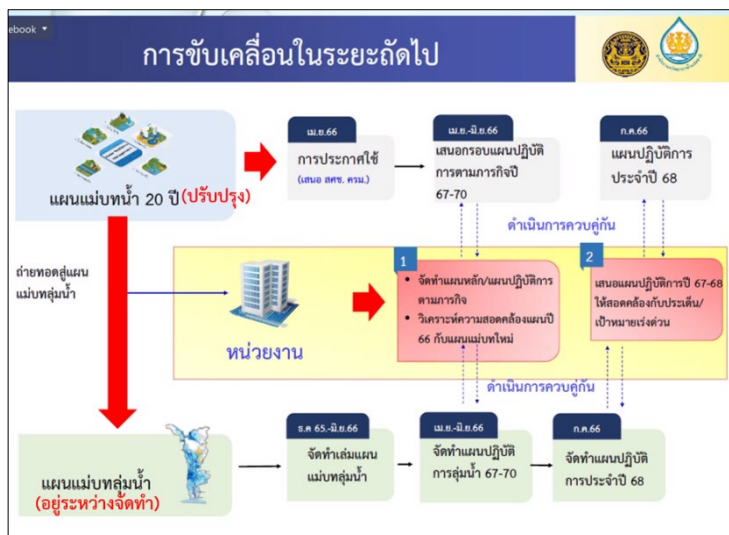 ebook
การขับเคลื่อนในระยะถัดไป
แผนแม่บทน้ำ 20 ปี (ปรับปรุง)
เม.ย.66
การประกาศใช้
(เสนอ สศช. ครม.)
เม.ย.-มิ.ย.66
เสนอกรอบแผนปฏิบัติ
การตามภารกิจปี
67-70
ก.ค.66
แผนปฏิบัติการ
ประจำปี 68
ดำเนินการควบคู่กัน
ถ่ายทอดสู่แผน
แม่บทลุ่มน้ำ
หน่วยงาน
1
• จัดทำแผนหลัก/แผนปฏิบัติการ
ตามภารกิจ
• วิเคราะห์ความสอดคล้องแผนปี
66 กับแผนแม่บทใหม่
2
เสนอแผนปฏิบัติการปี 67-68
ให้สอดคล้องกับประเด็น/
เป้าหมายเร่งด่วน
ดำเนินการควบคู่กัน
แผนแม่บทลุ่มน้ำ
(อยู่ระหว่างจัดทำ)
ธ.ค 65.-มิ.ย.66
จัดทำเล่มแผน
แม่บทลุ่มน้ำ
เม.ย.-มิ.ย.66
จัดทำแผนปฏิบัติ
การลุ่มน้ำ 67-70
ก.ค.66
จัดทำแผนปฏิบัติ
การประจำปี 68